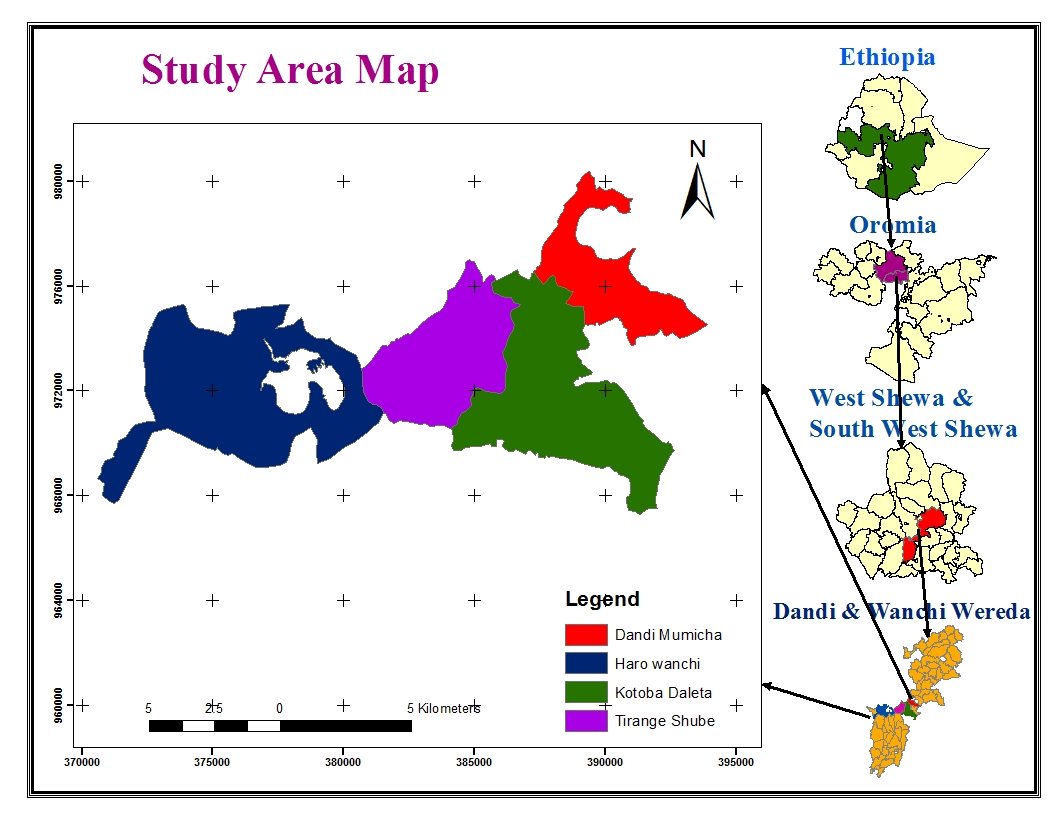 Study Area Map
Ethiopia
Oromia
West Shewa &
South West Shewa
Dandi & Wanchi Wereda
N
980000
976000
972000
968000
964000
960000
370000
375000
380000
385000
390000
395000
5 2.5 0 5 Kilometers
Legend
Dandi Mumicha
Haro wanchi
Kotoba Daleta
Tirange Shube